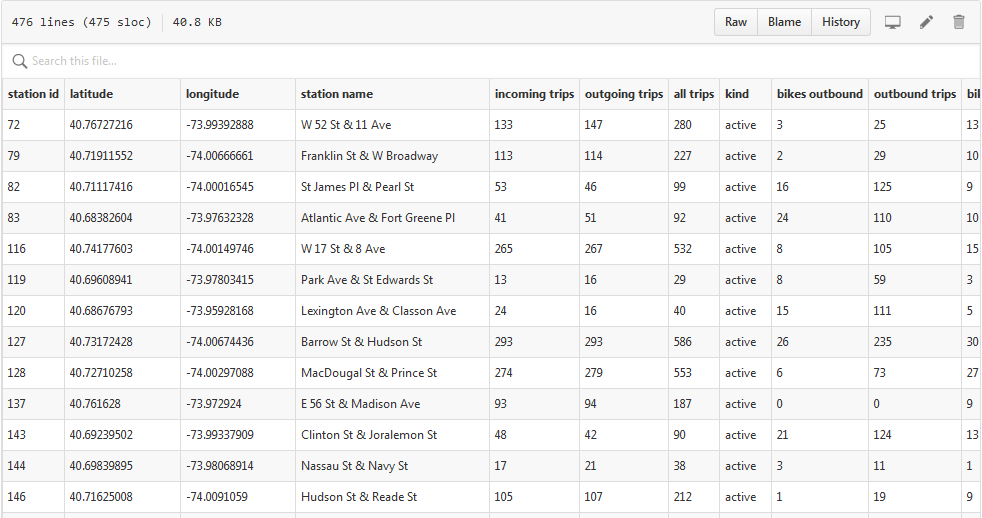 476 lines (475 sloc) 40.8 KB Raw Blame History
Search this file...
station id latitude longitude station name incoming trips outgoing trips all trips kind bikes outbound outbound trips bil
72 40.76727216 -73.99392888 W 52 St & 11 Ave 133 147 280 active 3 25 13
79 40.71911552 -74.00666661 Franklin St & W Broadway 113 114 227 active 2 29 10
82 40.71117416 -74.00016545 St James Pl & Pearl St 53 46 99 active 16 125 9
83 40.68382604 -73.97632328 Atlantic Ave & Fort Greene Pl 41 51 92 active 24 110 10
116 40.74177603 -74.00149746 W 17 St & 8 Ave 265 267 532 active 8 105 15
119 40.69608941 -73.97803415 Park Ave & St Edwards St 13 16 29 active 8 59 3
120 40.68676793 -73.95928168 Lexington Ave & Classon Ave 24 16 40 active 15 111 5
127 40.73172428 -74.00674436 Barrow St & Hudson St 293 293 586 active 26 235 30
128 40.72710258 -74.00297088 MacDougal St & Prince St 274 279 553 active 6 73 27
137 40.761628 -73.972924 E 56 St & Madison Ave 93 94 187 active 0 0 9
143 40.69239502 -73.99337909 Clinton St & Joralemon St 48 42 90 active 21 124 13
144 40.69839895 -73.98068914 Nassau St & Navy St 17 21 38 active 3 11 1
146 40.71625008 -74.0091059 Hudson St & Reade St 105 107 212 active 1 19 9